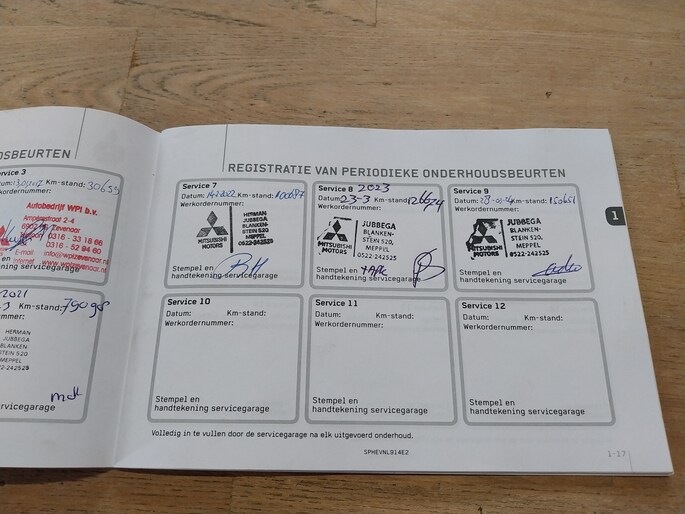 DSBEURTEN
Service 3
Km-stand: 30655
Autobedrijf WPI b.v.
Ampèrestraat 2-4
0316 - 33 18 66
0316 - 52 84 60
E-mail info@wpizevenaar.nl
Internet www.wpizevenaar.nl
servicegarage
2021
Km-stand: 79098
HERMAN
JUBBEGA
BLANKEN-
STEIN 520
MEPPEL
servicegarage
REGISTRATIE VAN PERIODIEKE ONDERHOUDSBEURTEN
Service 7
Datum: Km-stand: 100697
Werkordernummer:
MITSUBISHI
MOTORS
HERMAN
JUBBEGA
BLANKEN-
STEIN 520
MEPPEL
0522-242525
Stempel en
handtekening servicegarage
Service 8 2023
Datum: 23-3 Km-stand:
Werkordernummer:
MITSUBISHI
MOTORS
JUBBEGA
BLANKEN-
STEIN 520,
MEPPEL
0522-242525
Stempel en + APK
handtekening servicegarage
Service 9
Datum: Km-stand: 150651
Werkordernummer:
MITSUBISHI
MOTORS
JUBBEGA
BLANKEN-
STEIN 520,
MEPPEL
0522-242525
Stempel en
handtekening servicegarage
1
Service 10
Datum: Km-stand:
Werkordernummer:
Stempel en
handtekening servicegarage
Service 11
Datum: Km-stand:
Werkordernummer:
Stempel en
handtekening servicegarage
Service 12
Datum: Km-stand:
Werkordernummer:
Stempel en
handtekening servicegarage
Volledig in te vullen door de servicegarage na elk uitgevoerd onderhoud.
SPHEVNL914E2
1-17